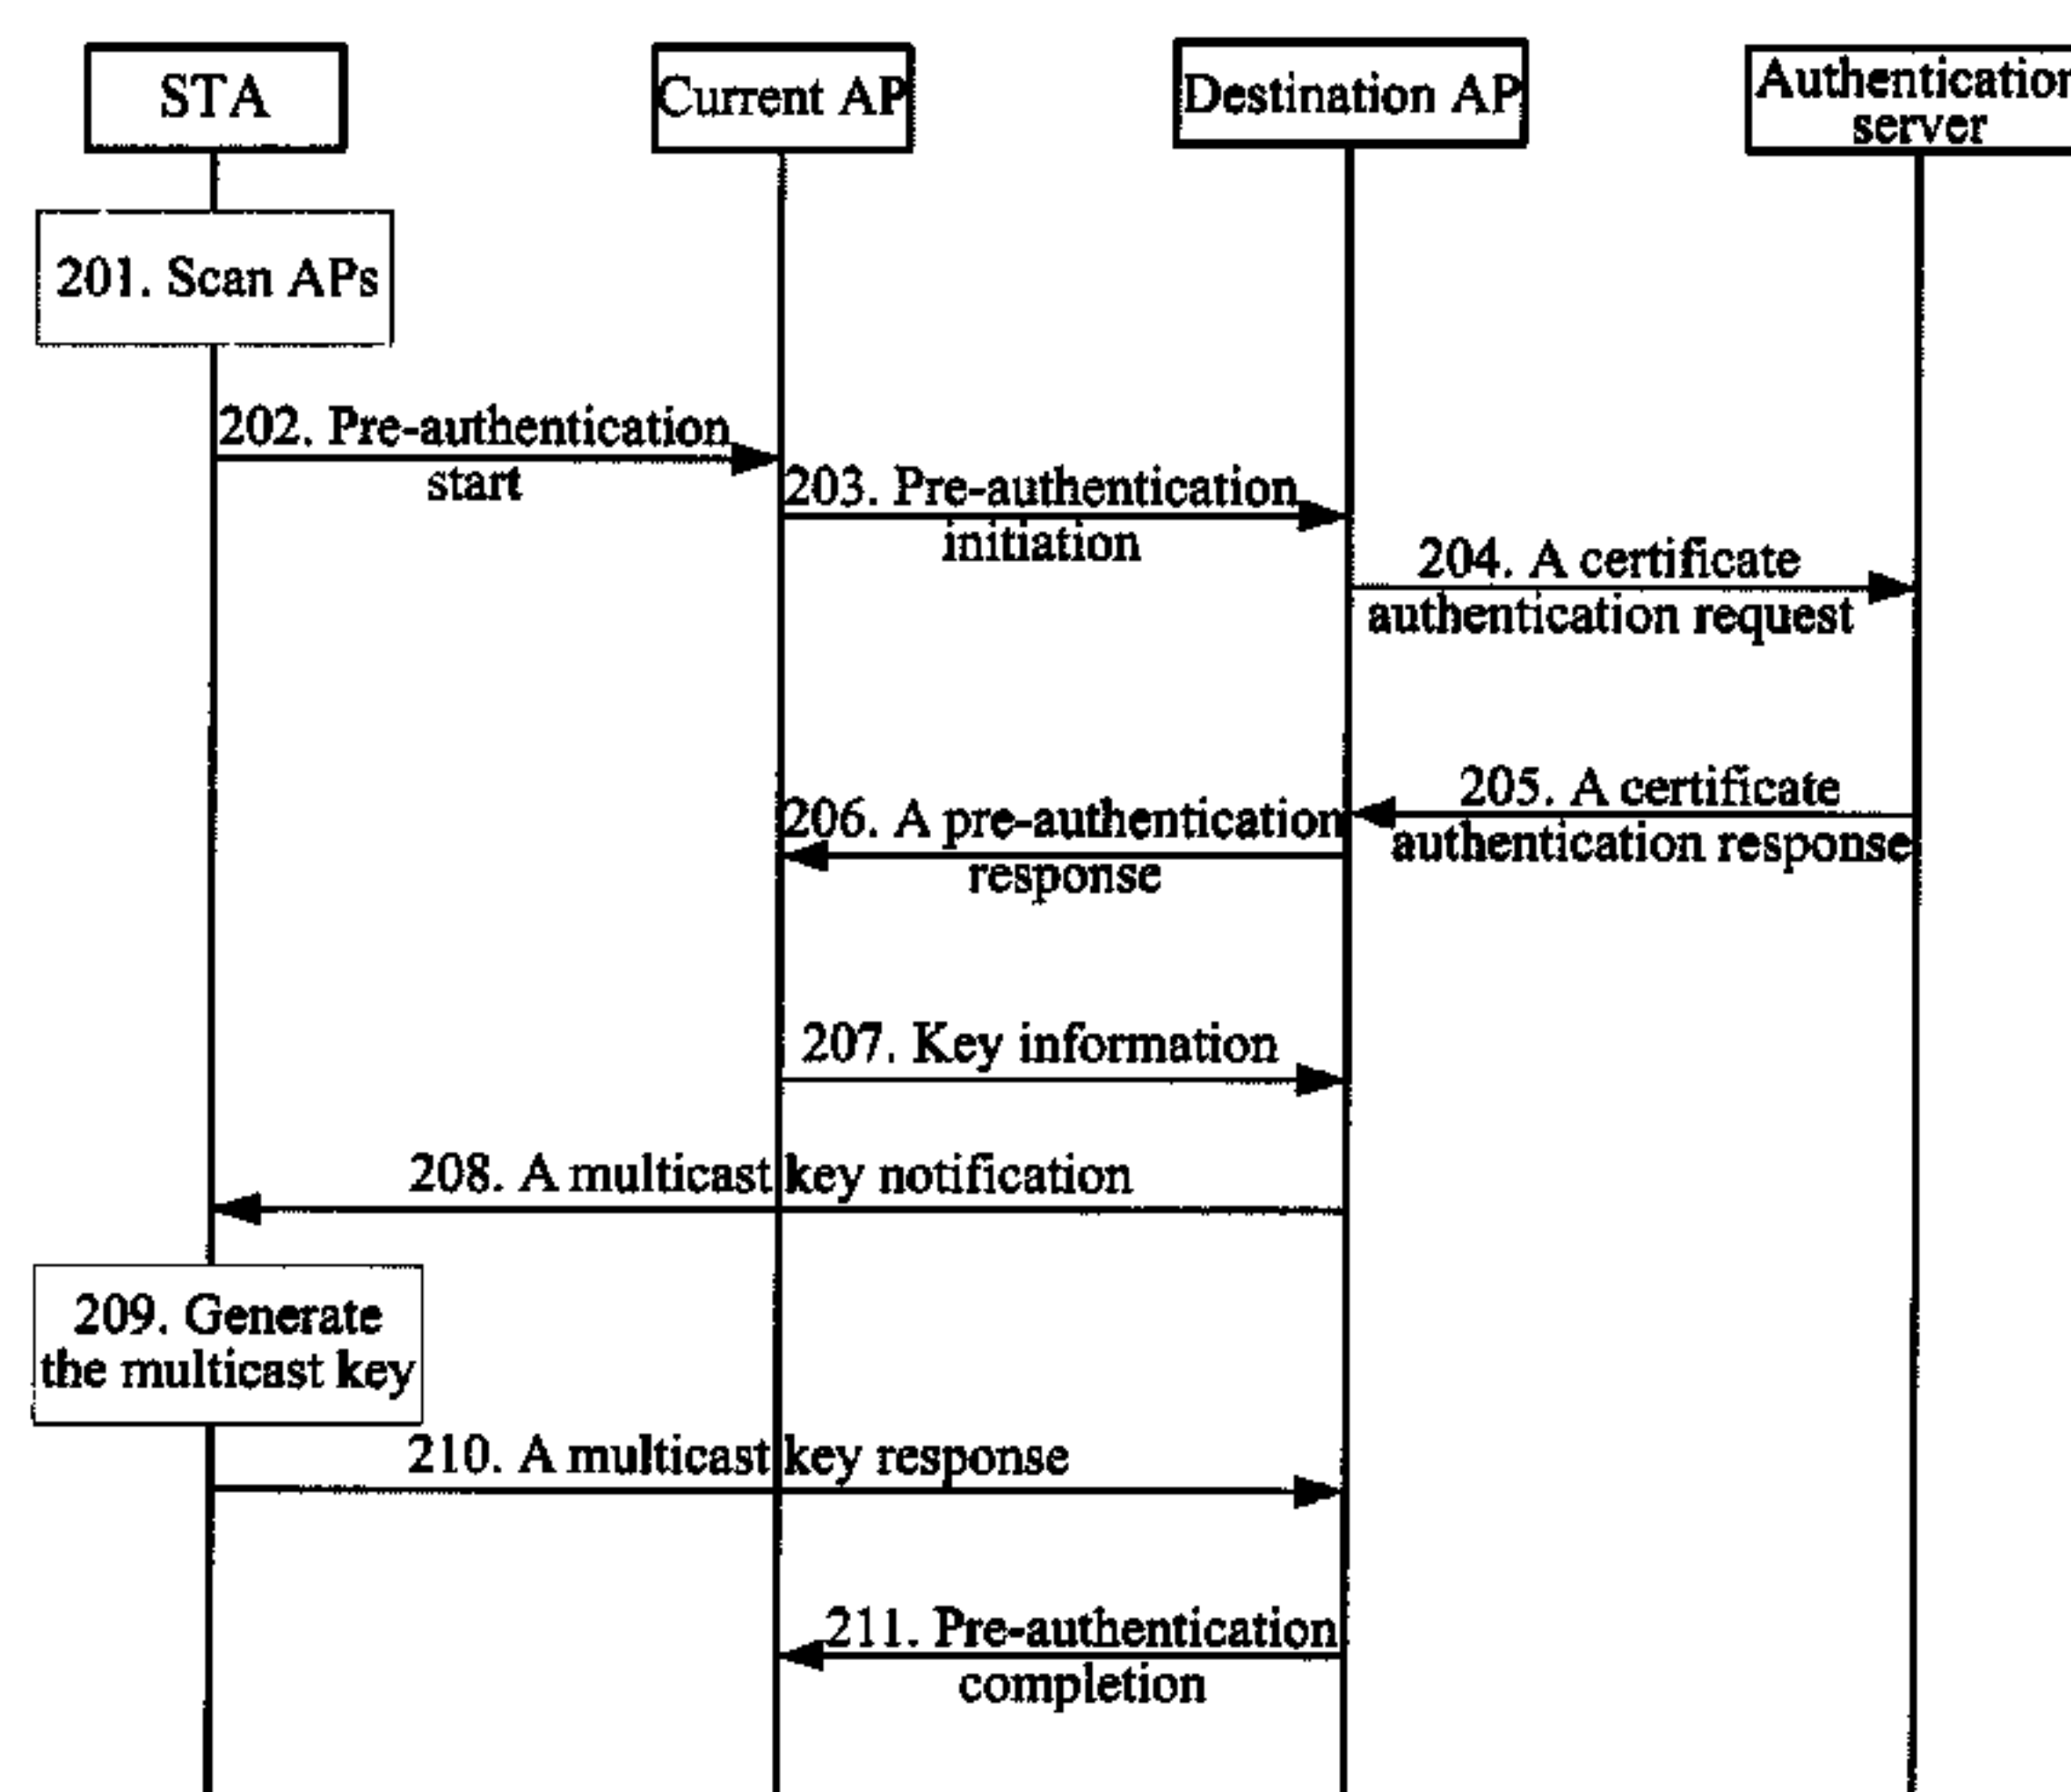 STA
Current AP
Destination AP
Authentication
server
201. Scan APs
202. Pre-authentication
start
203. Pre-authentication
initiation
204. A certificate
authentication request
205. A certificate
authentication response
206. A pre-authentication
response
207. Key information
208. A multicast key notification
209. Generate
the multicast key
210. A multicast key response
211. Pre-authentication
completion